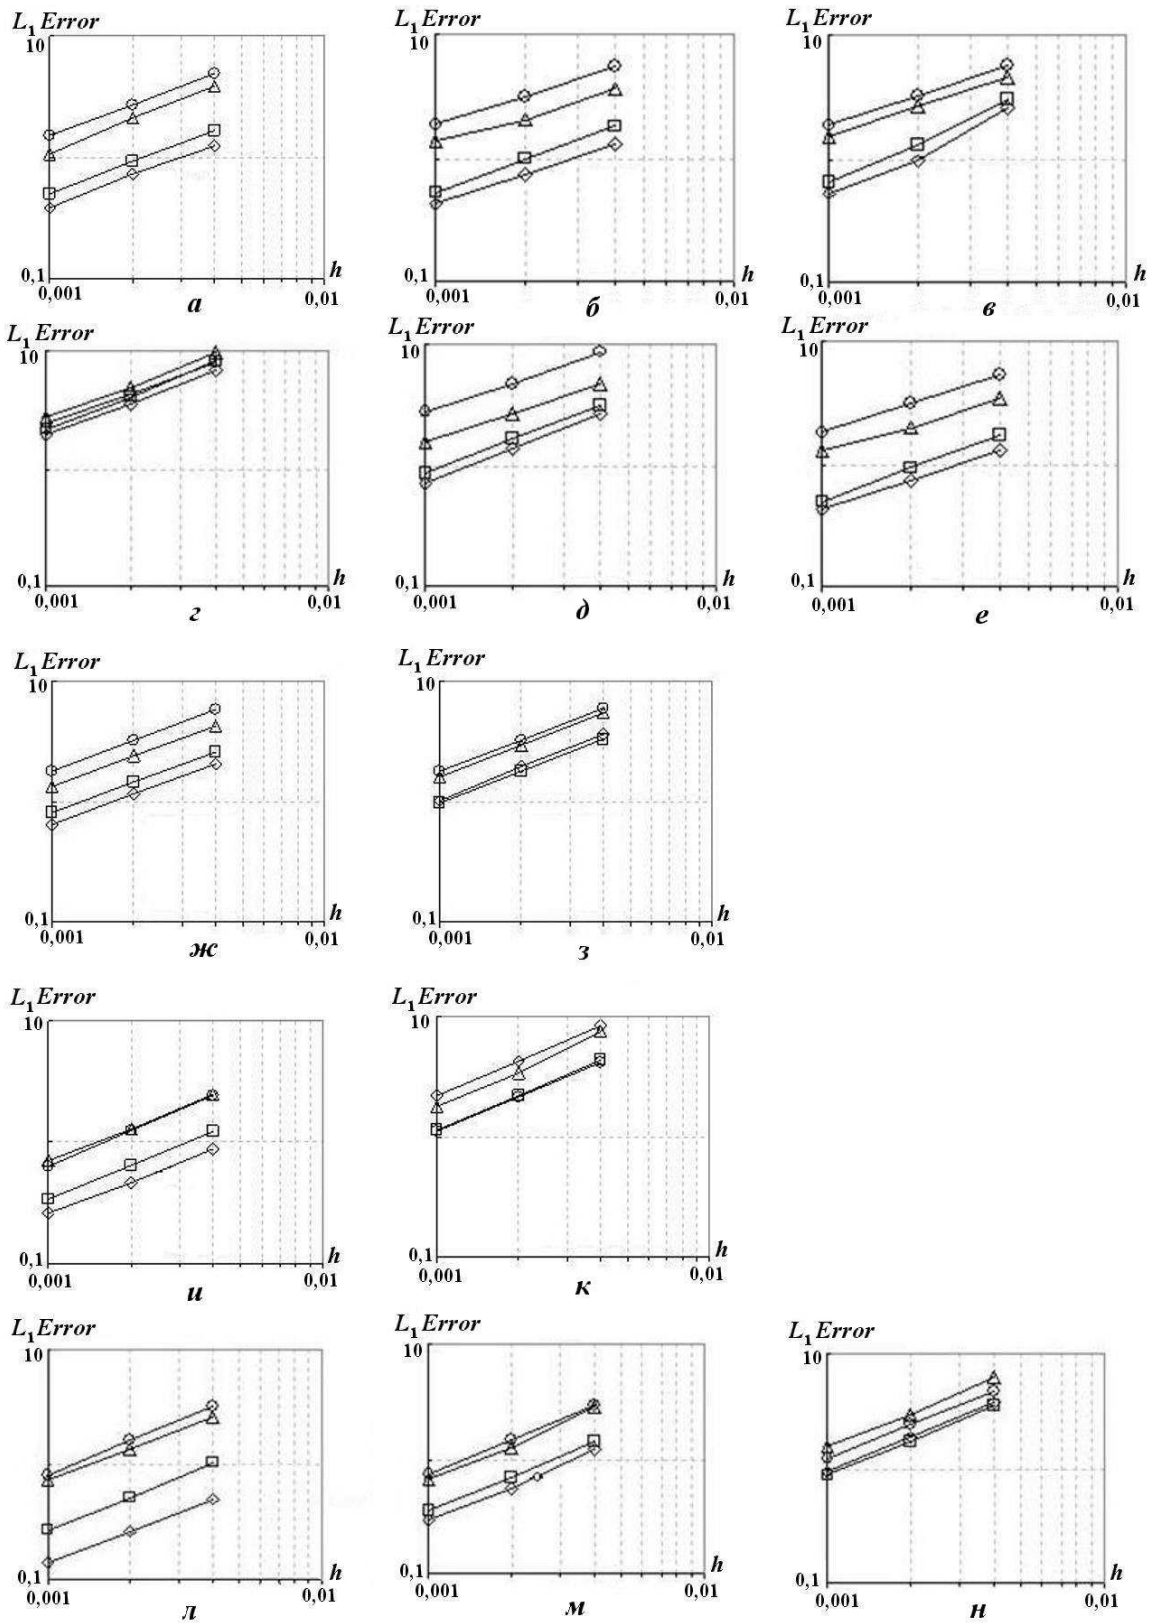 L₁ Error L₁ Error L₁ Error
10 10 10
0,1 h 0,1 h 0,1 h
0,001 0,01 0,001 0,01 0,001 0,01
а б в
L₁ Error L₁ Error L₁ Error
10 10 10
0,1 h 0,1 h 0,1 h
0,001 0,01 0,001 0,01 0,001 0,01
г д е
L₁ Error L₁ Error
10 10
0,1 h 0,1 h
0,001 0,01 0,001 0,01
ж з
L₁ Error L₁ Error
10 10
0,1 h 0,1 h
0,001 0,01 0,001 0,01
и к
L₁ Error L₁ Error L₁ Error
10 10 10
0,1 h 0,1 h 0,1 h
0,001 0,01 0,001 0,01 0,001 0,01
л м н